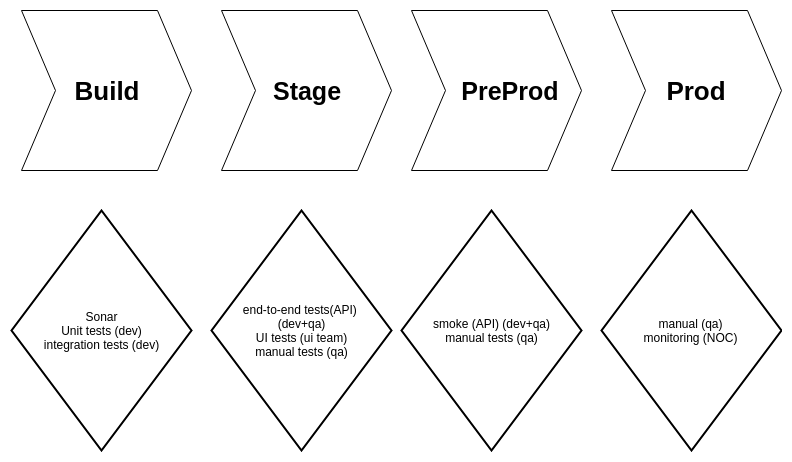 Build
Stage
PreProd
Prod
Sonar
Unit tests (dev)
integration tests (dev)
end-to-end tests(API)
(dev+qa)
UI tests (ui team)
manual tests (qa)
smoke (API) (dev+qa)
manual tests (qa)
manual (qa)
monitoring (NOC)